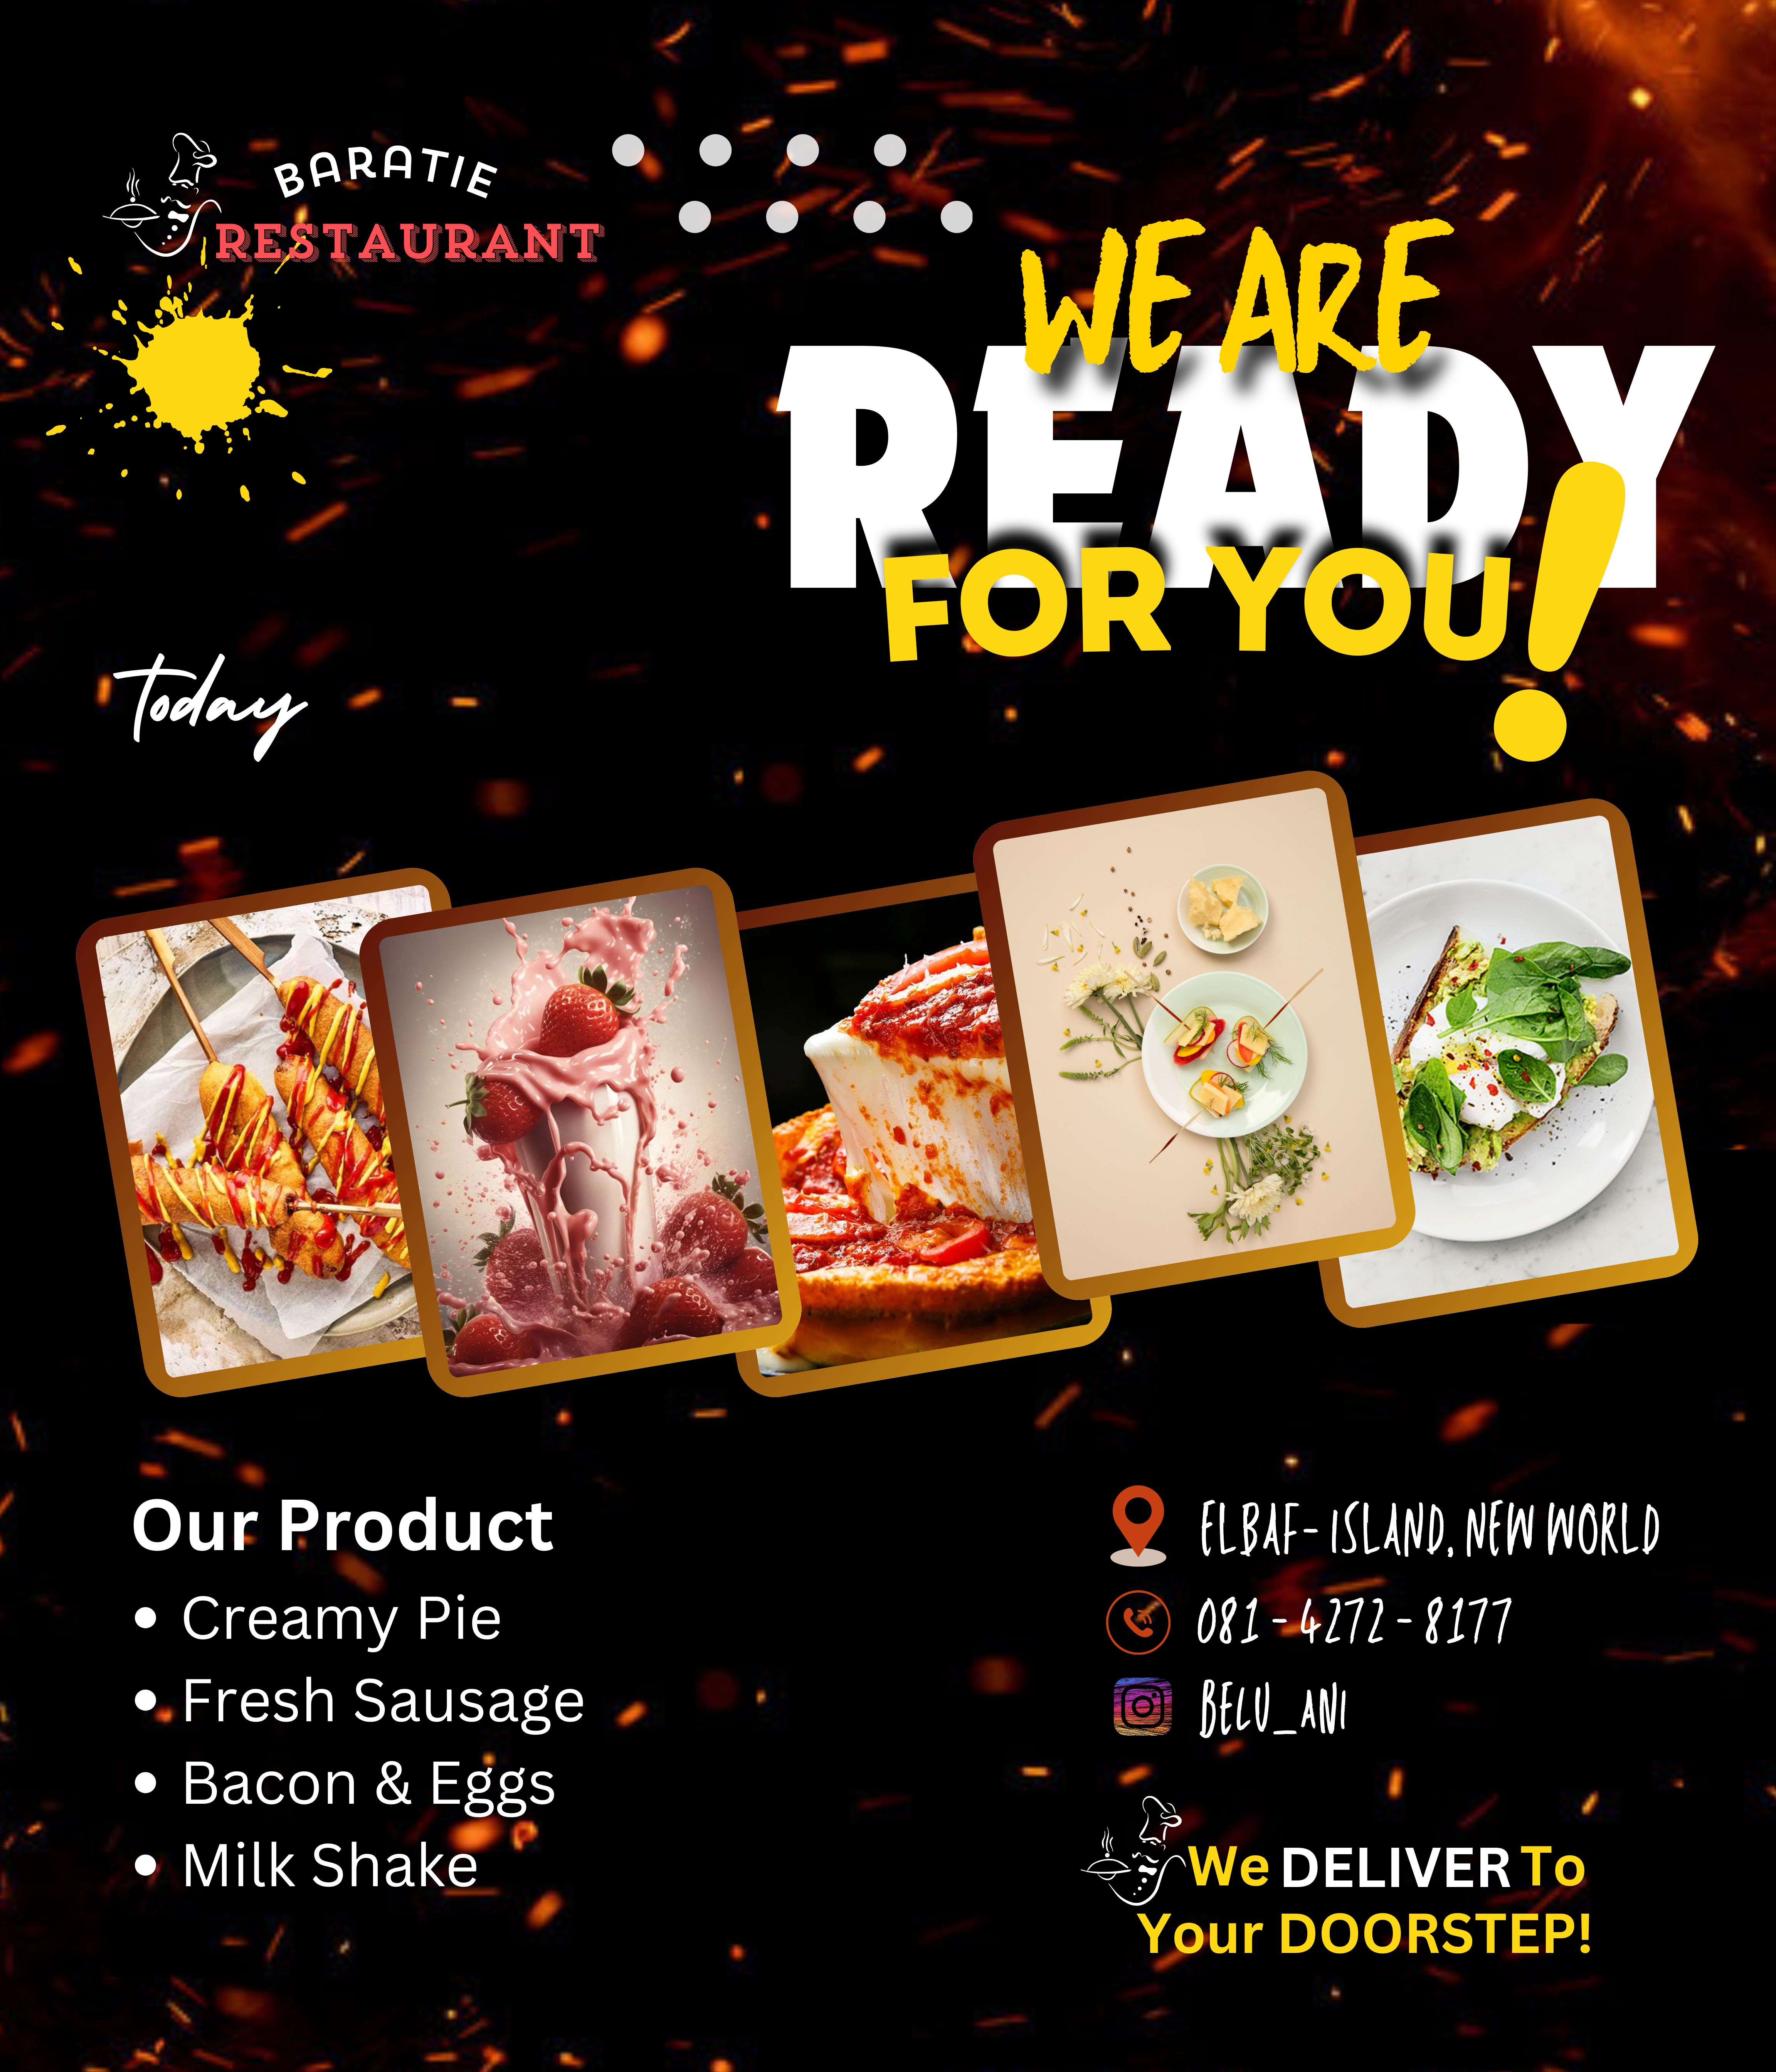 BARATIE
RESTAURANT
WE ARE
READY
FOR YOU!
today
Our Product
• Creamy Pie
• Fresh Sausage
• Bacon & Eggs
• Milk Shake
ELBAF- ISLAND, NEW WORLD
081 - 4272 - 8177
BELU_ANI
We DELIVER To
Your DOORSTEP!